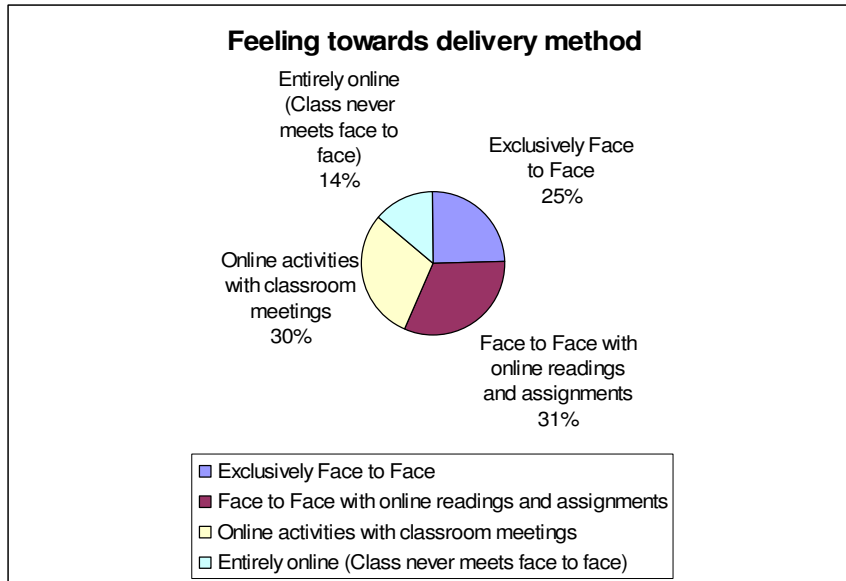 Feeling towards delivery method
Entirely online
(Class never
meets face to
face)
14%
Exclusively Face
to Face
25%
Online activities
with classroom
meetings
30%
Face to Face with
online readings
and assignments
31%
Exclusively Face to Face
Face to Face with online readings and assignments
Online activities with classroom meetings
Entirely online (Class never meets face to face)